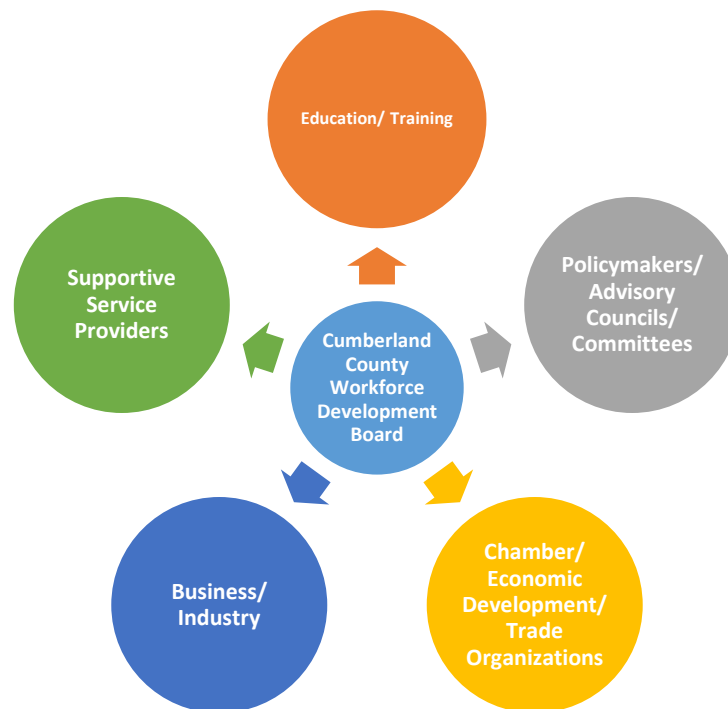 Education/ Training
Supportive
Service
Providers
Policymakers/
Advisory
Councils/
Committees
Cumberland
County
Workforce
Development
Board
Business/
Industry
Chamber/
Economic
Development/
Trade
Organizations